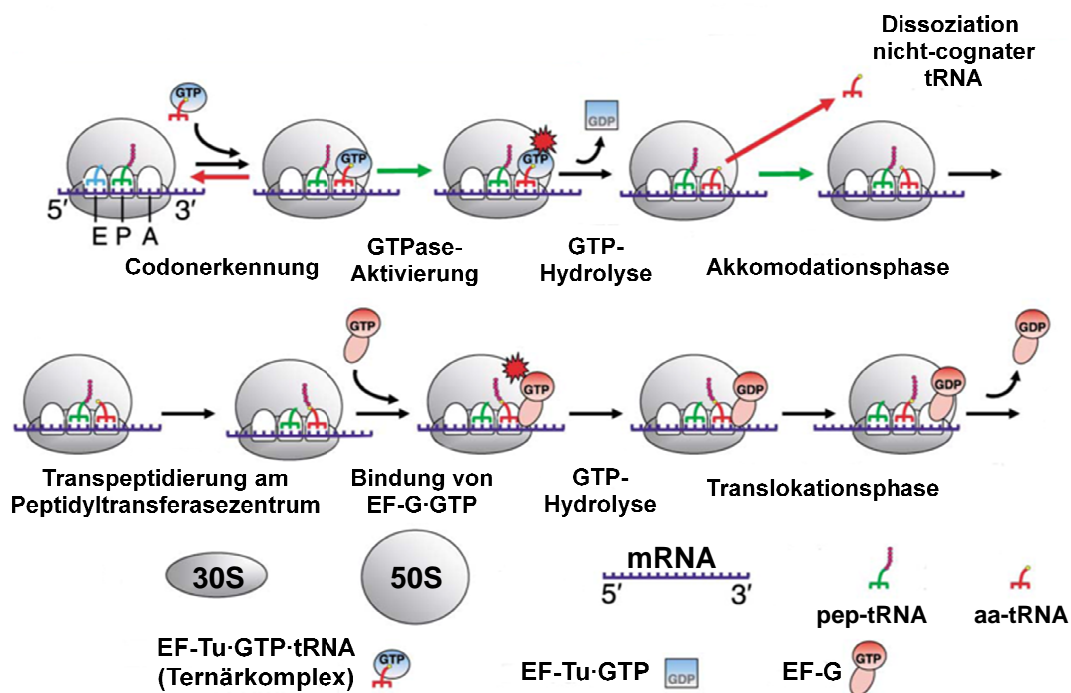 Dissoziation
nicht-cognater
tRNA
GTP
GTP
GTP
GDP
5′ 3′
E P A
Codonerkennung
GTPase-
Aktivierung
GTP-
Hydrolyse
Akkomodationsphase
GTP
GTP
GDP
GDP
GDP
Transpeptidierung am
Peptidyltransferasezentrum
Bindung von
EF-G·GTP
GTP-
Hydrolyse
Translokationsphase
30S
50S
mRNA
5′ 3′
pep-tRNA
aa-tRNA
EF-Tu·GTP·tRNA
(Ternärkomplex)
GTP
EF-Tu·GTP
GDP
EF-G
GTP